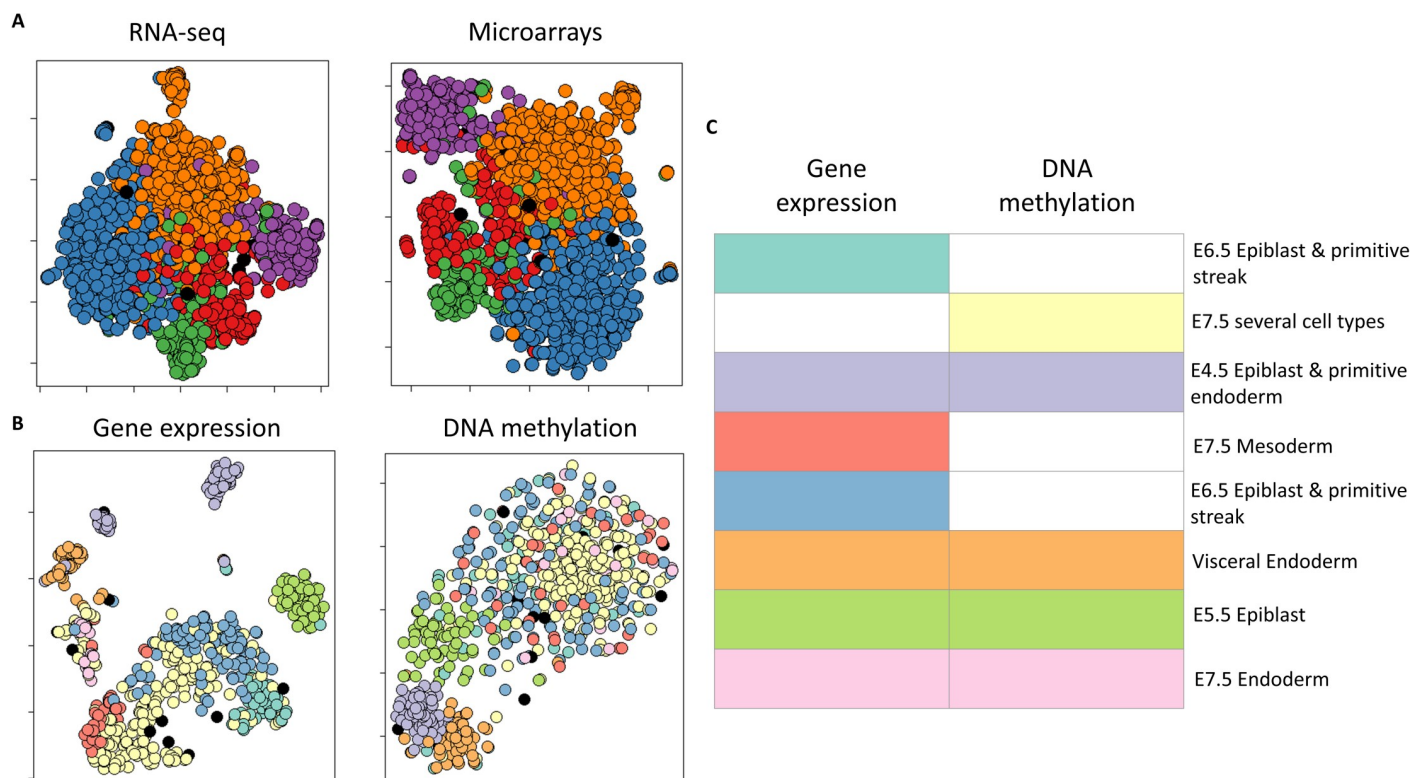 A
RNA-seq
Microarrays
B
Gene expression
DNA methylation
C
Gene
expression
DNA
methylation
E6.5 Epiblast & primitive
streak
E7.5 several cell types
E4.5 Epiblast & primitive
endoderm
E7.5 Mesoderm
E6.5 Epiblast & primitive
streak
Visceral Endoderm
E5.5 Epiblast
E7.5 Endoderm